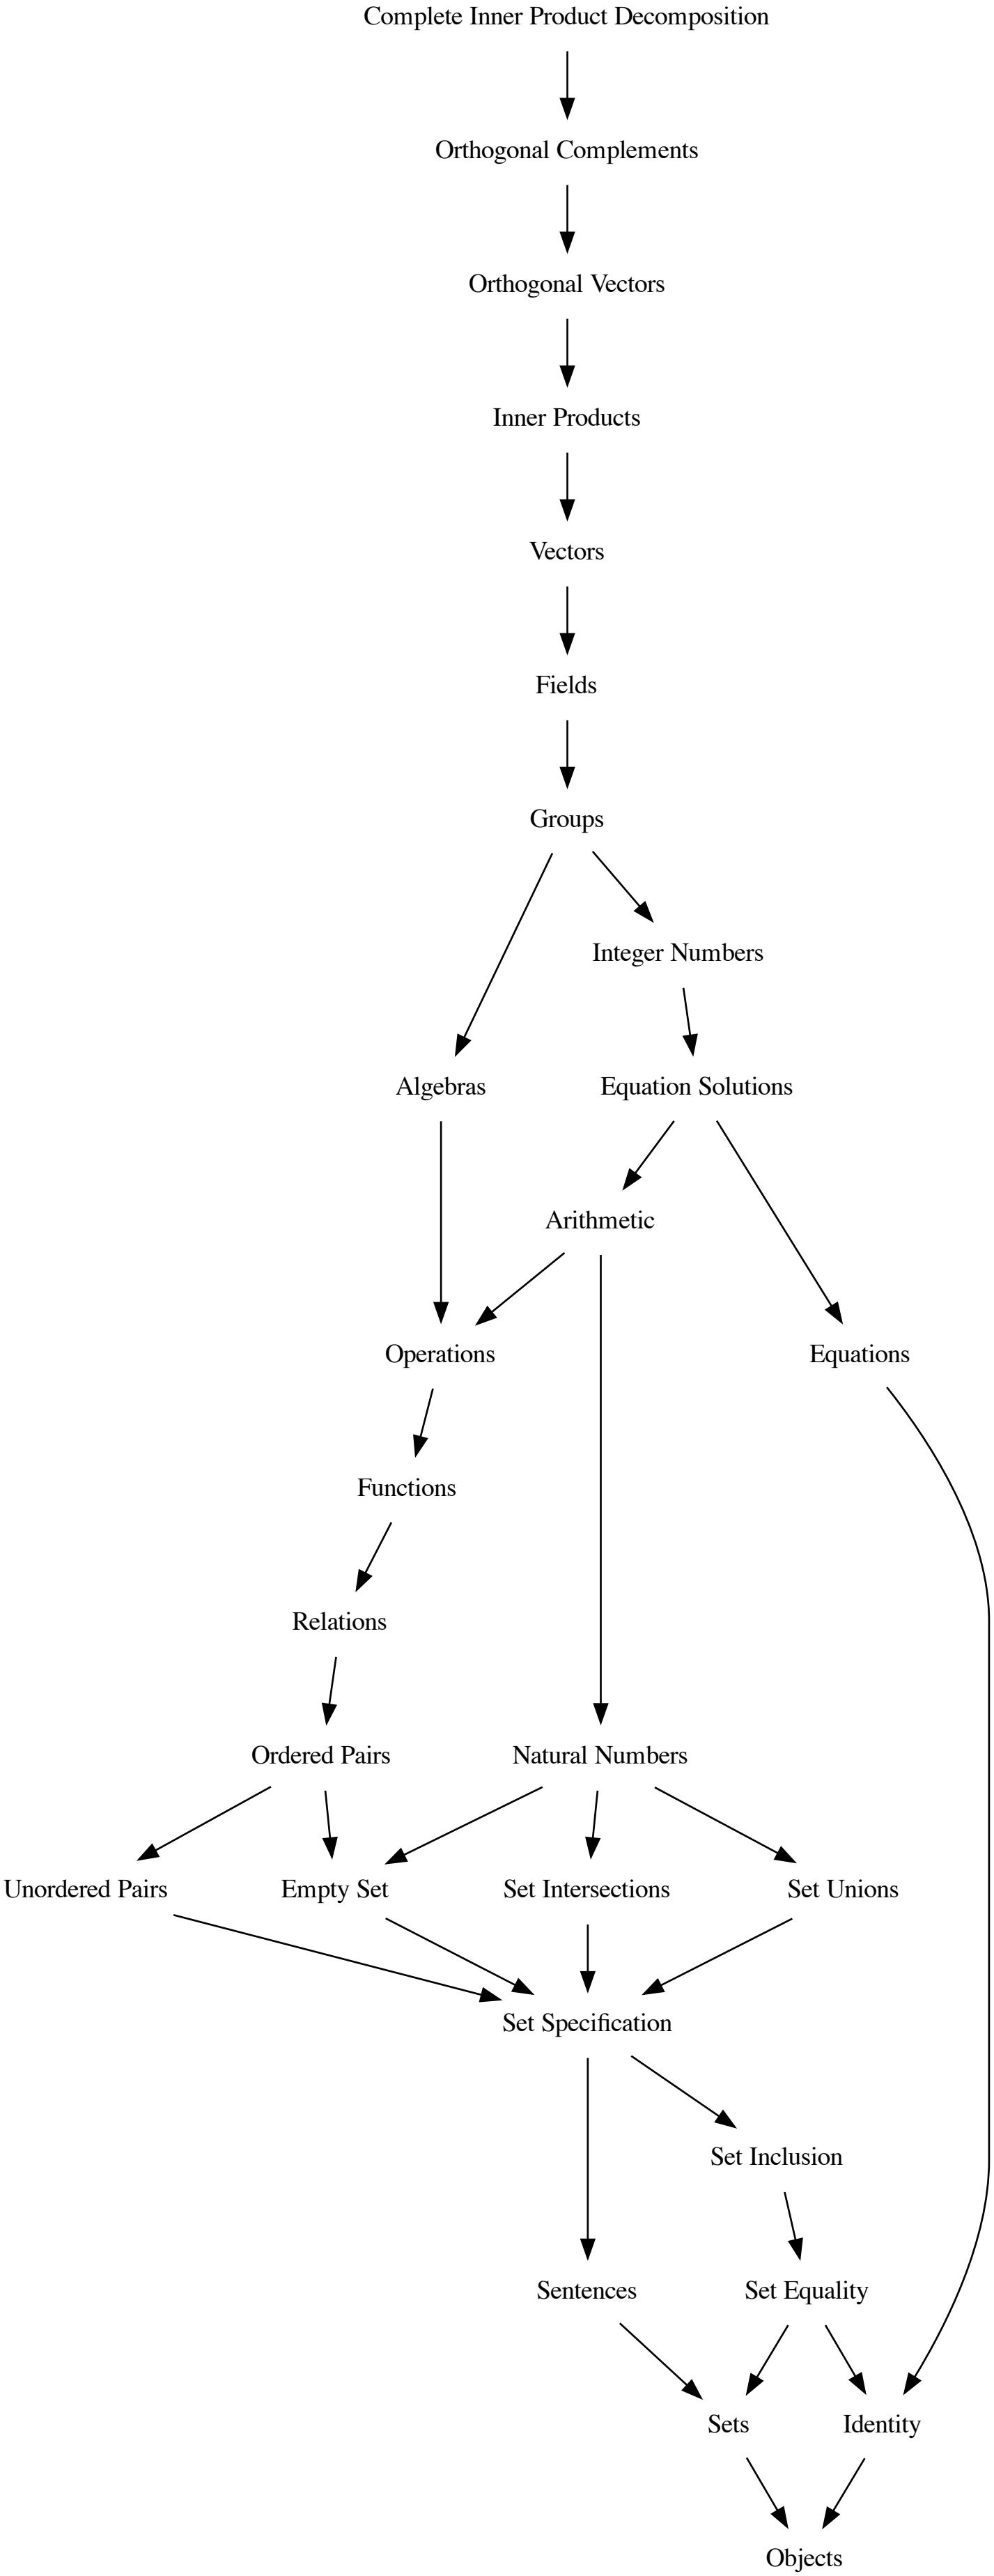 Complete Inner Product Decomposition
Orthogonal Complements
Orthogonal Vectors
Inner Products
Vectors
Fields
Groups
Integer Numbers
Algebras
Equation Solutions
Arithmetic
Operations
Equations
Functions
Relations
Ordered Pairs
Natural Numbers
Unordered Pairs
Empty Set
Set Intersections
Set Unions
Set Specification
Set Inclusion
Sentences
Set Equality
Sets
Identity
Objects